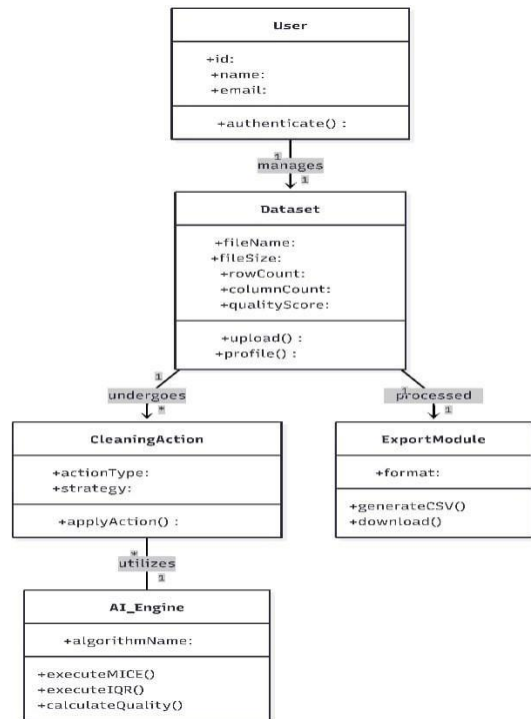 User
+id:
+name:
+email:
+authenticate() :
1
manages
1
Dataset
+fileName:
+fileSize:
+rowCount:
+columnCount:
+qualityScore:
+upload() :
+profile() :
1
undergoes
*
1
processed
1
CleaningAction
+actionType:
+strategy:
+applyAction() :
ExportModule
+format:
+generateCSV()
+download()
*
utilizes
1
AI_Engine
+algorithmName:
+executeMICE()
+executeIQR()
+calculateQuality()